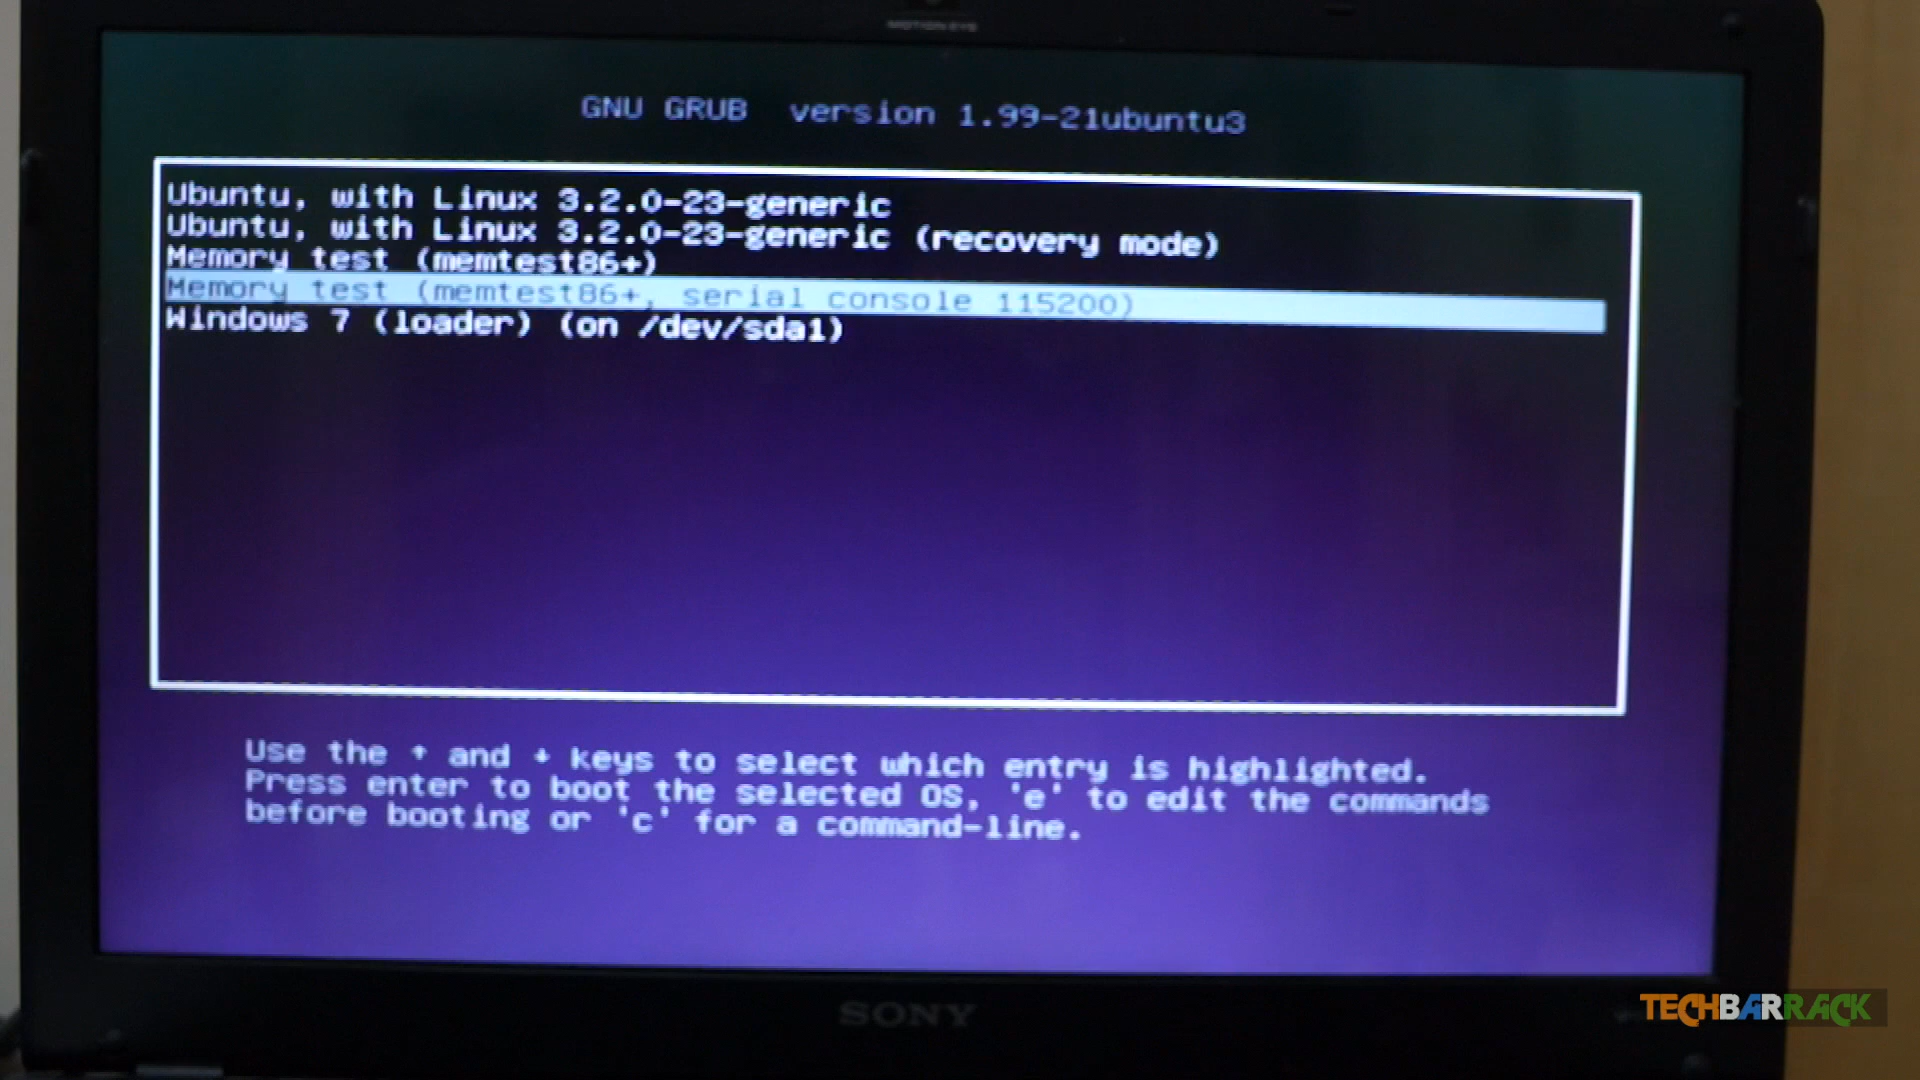 MOTION EYE
GNU GRUB  version 1.99-21ubuntu3
Ubuntu, with Linux 3.2.0-23-generic
Ubuntu, with Linux 3.2.0-23-generic (recovery mode)
Memory test (memtest86+)
Memory test (memtest86+, serial console 115200)
Windows 7 (loader) (on /dev/sda1)
Use the ↑ and ↓ keys to select which entry is highlighted.
Press enter to boot the selected OS, 'e' to edit the commands
before booting or 'c' for a command-line.
SONY
TECHBARRACK